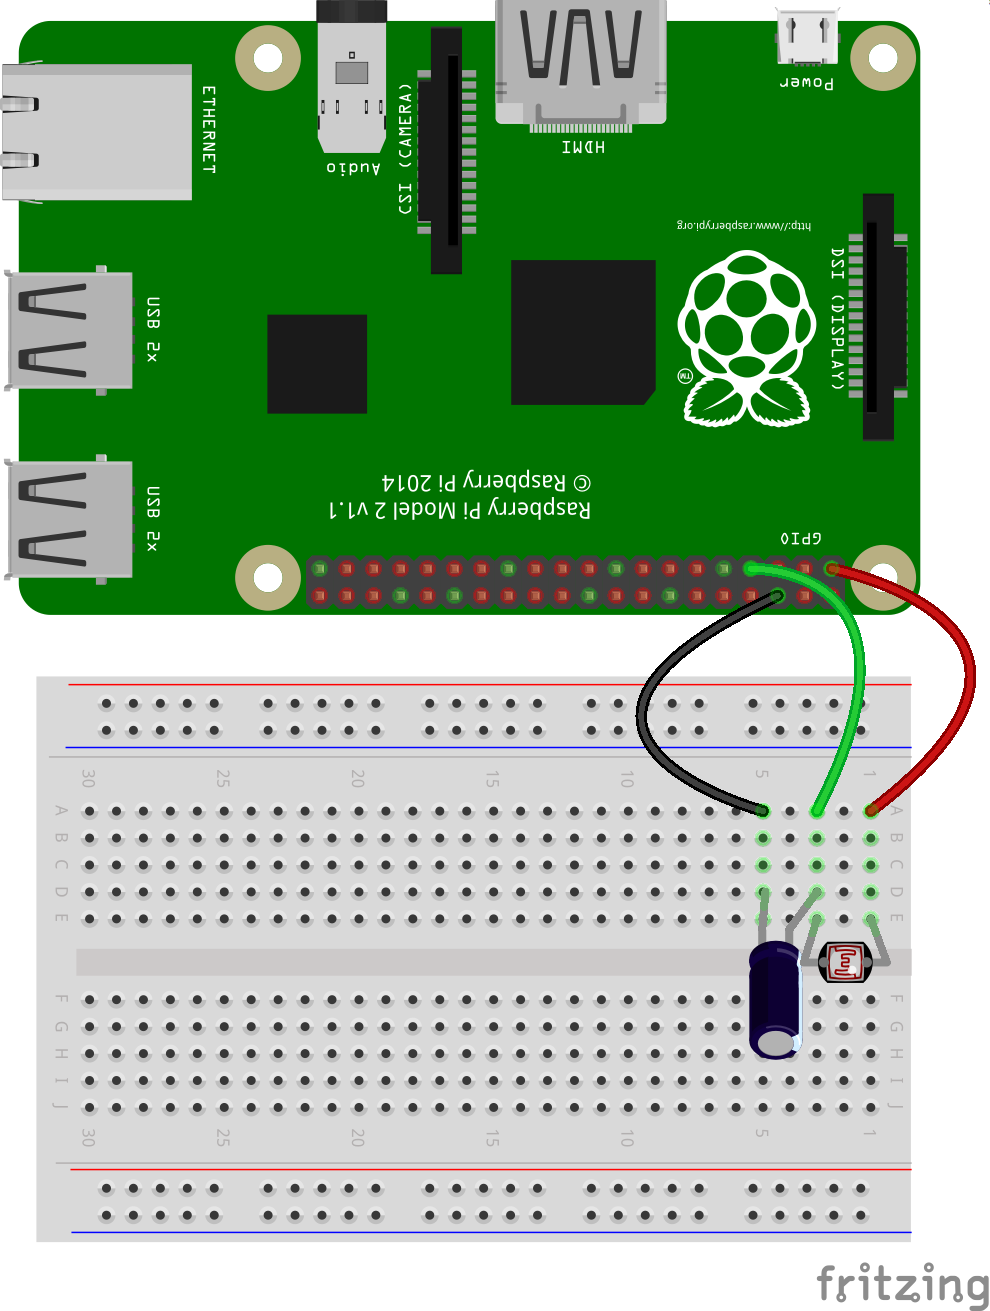 ETHERNET
Audio
CSI (CAMERA)
HDMI
Power
http://www.raspberrypi.org
DSI (DISPLAY)
USB 2x
TM
© Raspberry Pi 2014
Raspberry Pi Model 2 v1.1
USB 2x
GPIO
30 25 20 15 10 5 1
A A
B B
C C
D D
E E
F F
G G
H H
I I
J J
30 25 20 15 10 5 1
fritzing